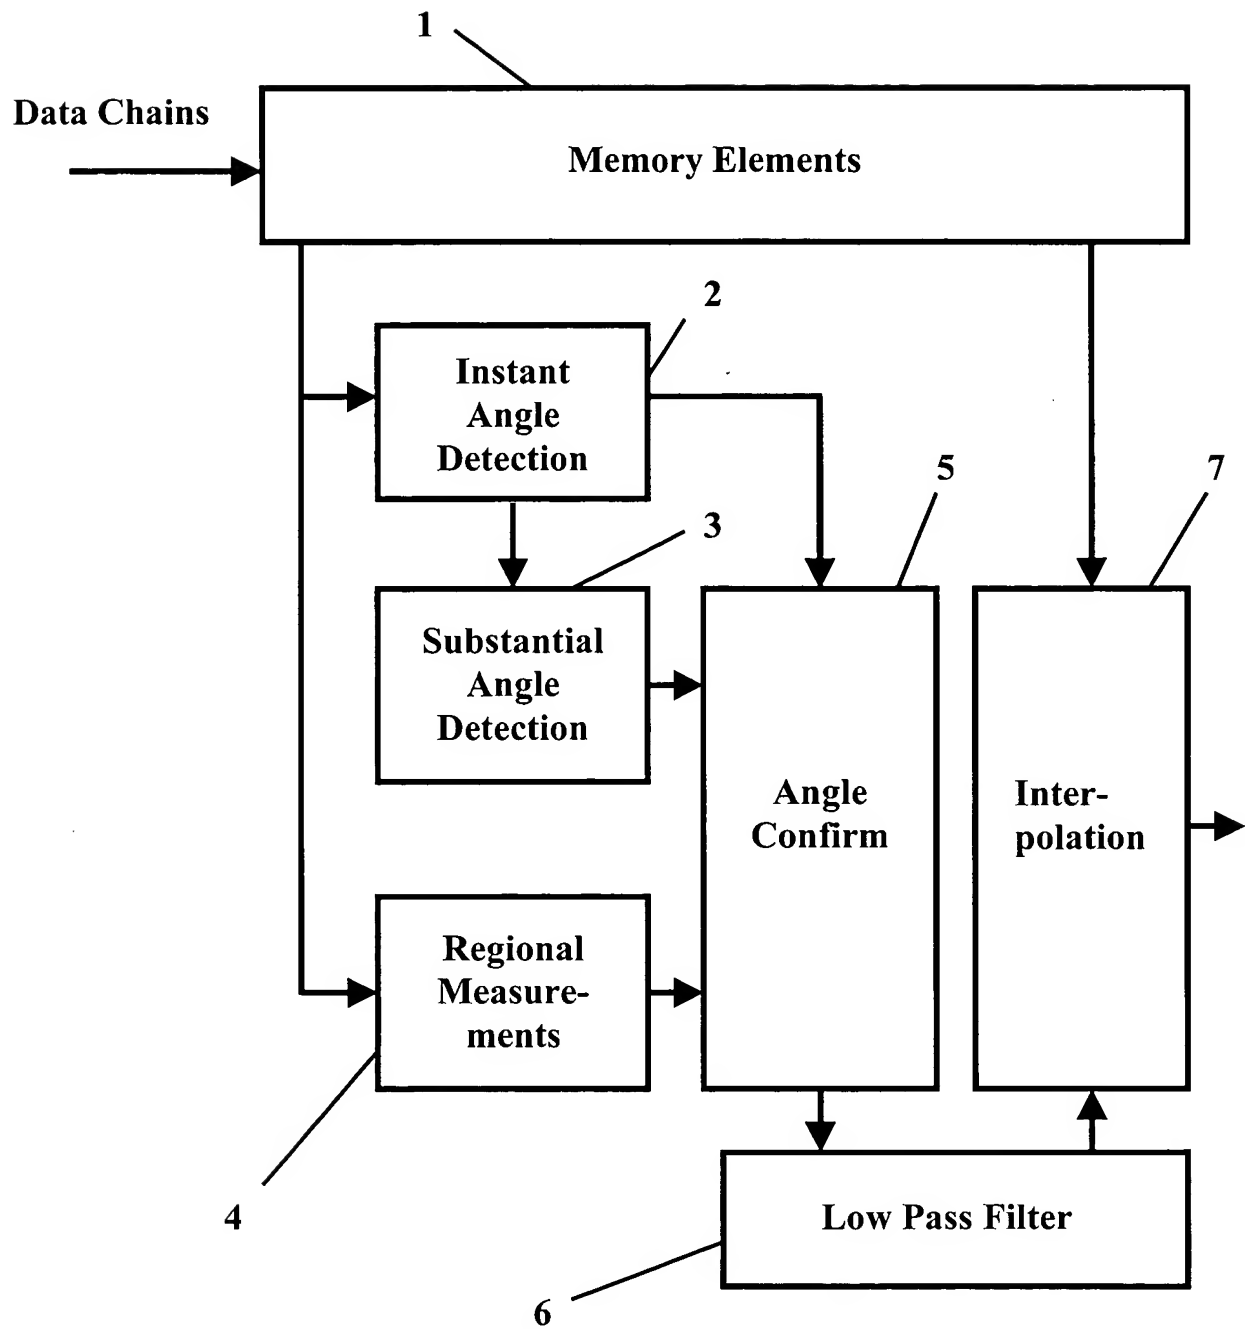 1
Data Chains
Memory Elements
2
Instant
Angle
Detection
3
5
7
Substantial
Angle
Detection
Angle
Confirm
Inter-
polation
Regional
Measure-
ments
4
Low Pass Filter
6